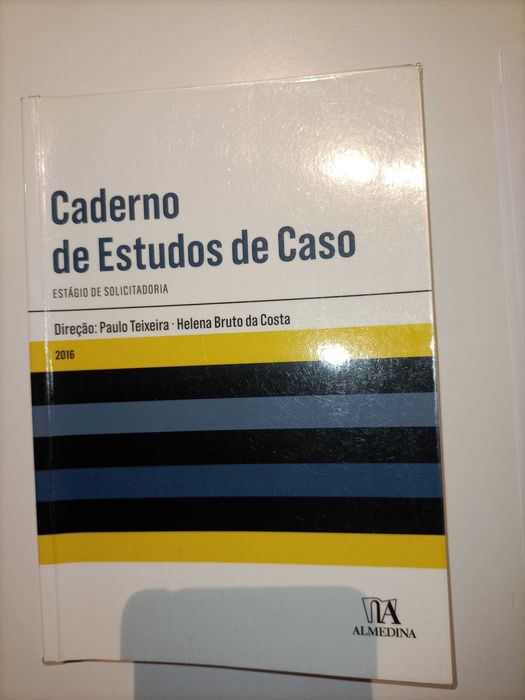 Caderno
de Estudos de Caso
ESTÁGIO DE SOLICITADORIA
Direção: Paulo Teixeira · Helena Bruto da Costa
2016
ALMEDINA